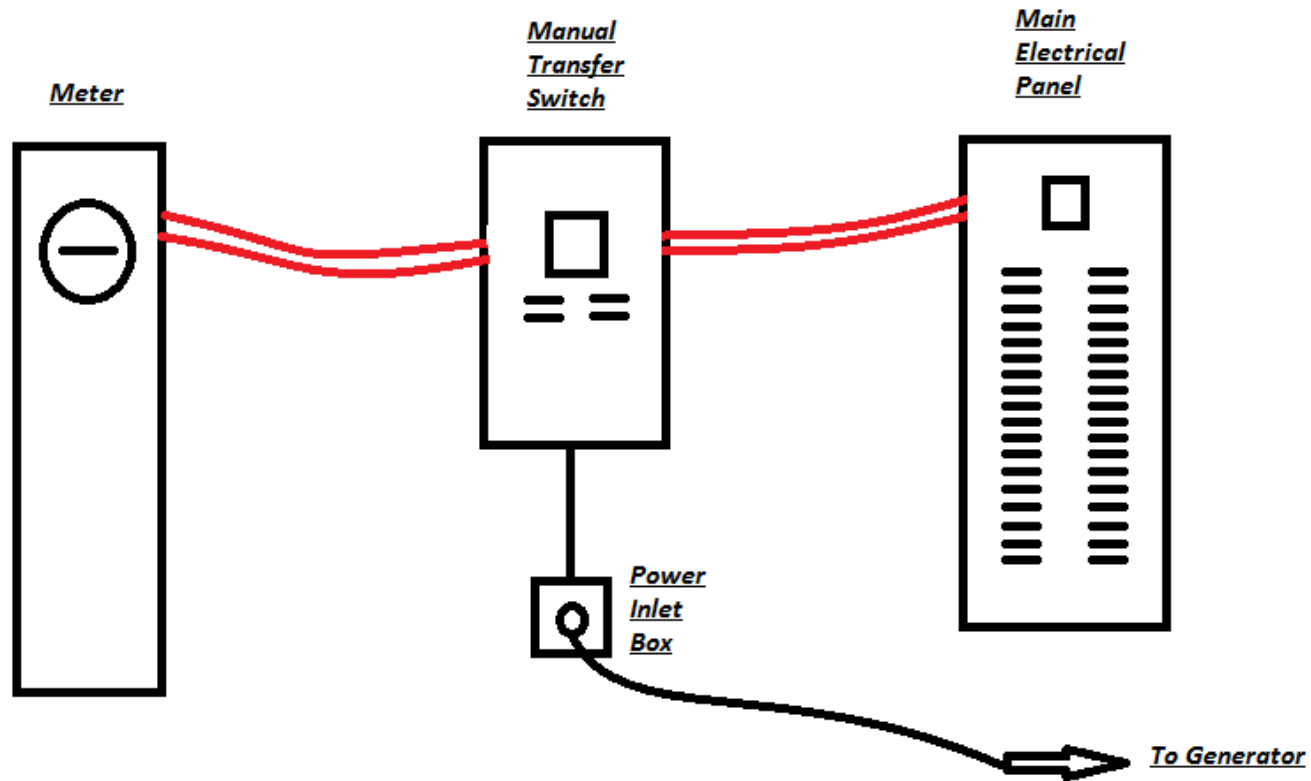 Meter
Manual
Transfer
Switch
Main
Electrical
Panel
Power
Inlet
Box
To Generator